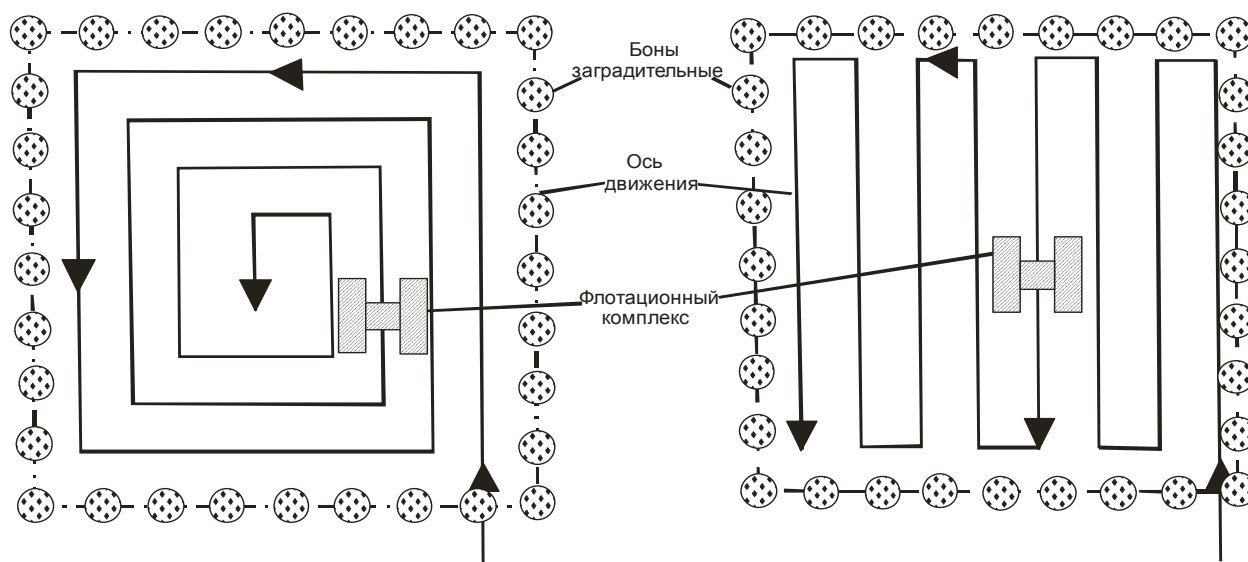 Боны
заградительные
Ось
движения
Флотационный
комплекс